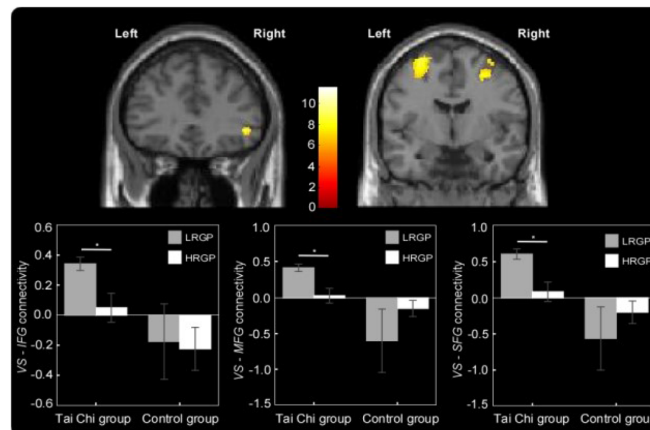 Left
Right
Left
Right
10
8
6
4
2
0
VS - IFG connectivity
0.6
0.4
0.2
0.0
-0.2
-0.4
-0.6
LRGP
HRGP
*
Tai Chi group
Control group
VS - MFG connectivity
1.0
0.5
0.0
-0.5
-1.0
-1.5
LRGP
HRGP
*
Tai Chi group
Control group
VS - SFG connectivity
1.0
0.5
0.0
-0.5
-1.0
-1.5
LRGP
HRGP
*
Tai Chi group
Control group